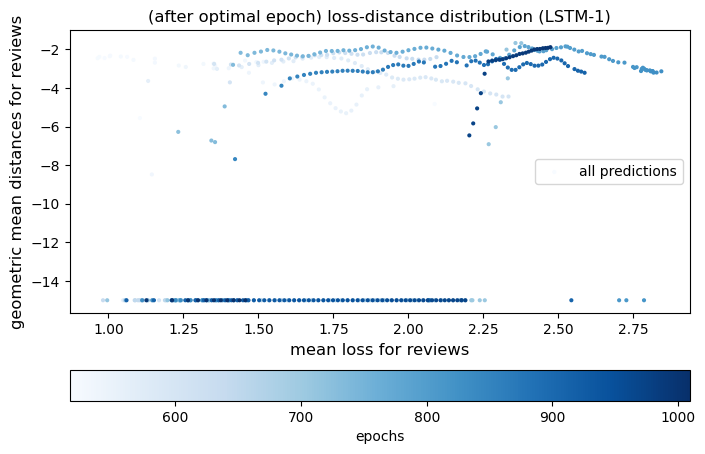 (after optimal epoch) loss-distance distribution (LSTM-1)
geometric mean distances for reviews
−2
−4
−6
−8
−10
−12
−14
all predictions
1.00 1.25 1.50 1.75 2.00 2.25 2.50 2.75
mean loss for reviews
600 700 800 900 1000
epochs